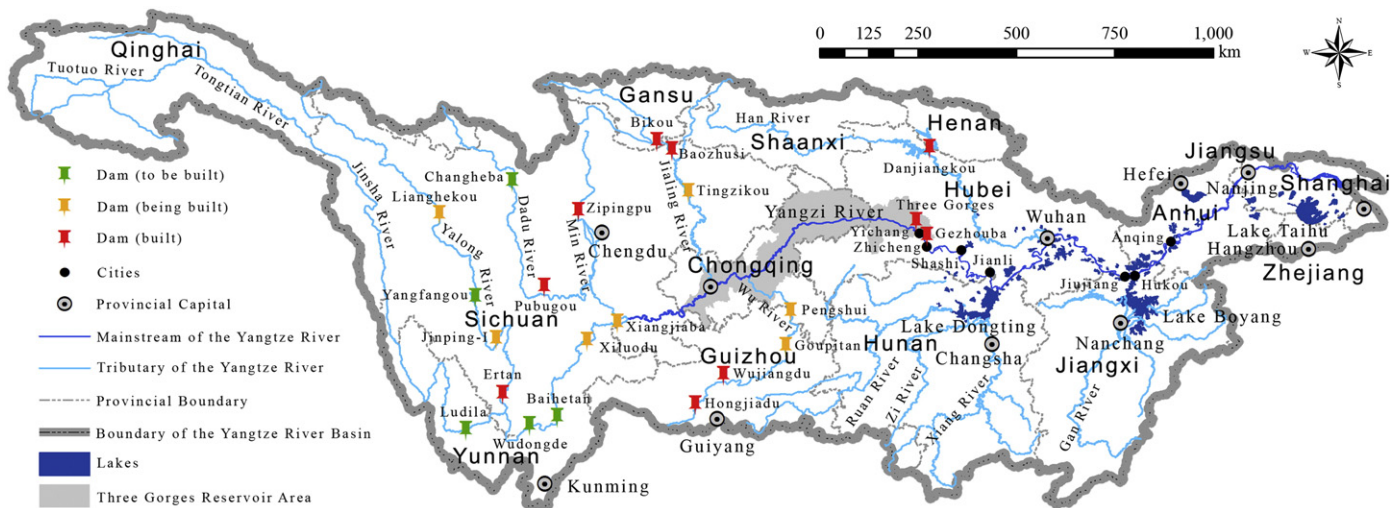 Qinghai
Tuotuo River
Tongtian River
Jinsha River
Lianghekou
Yalong River
Changheba
Dadu River
Zipingpu
Min River
Chengdu
Yangfangou
Jinping-1
Sichuan
Pubugou
Ertan
Ludila
Yunnan
Wudongde
Baihetan
Kunming
Xiluodu
Xiangjiaba
Gansu
Bikou
Baozhusi
Jialing River
Tingzikou
Han River
Shaanxi
Henan
Danjiangkou
Hubei
Yangzi River
Three Gorges
Yichang
Gezhouba
Zhicheng
Shashi
Jianli
Chongqing
Wu River
Pengshui
Goupitan
Guizhou
Wujiangdu
Hongjiadu
Guiyang
Lake Dongting
Hunan
Changsha
Ruan River
Zi River
Xiang River
Wuhan
Jiujiang
Hukou
Lake Boyang
Nanchang
Jiangxi
Gan River
Anqing
Anhui
Hefei
Jiangsu
Nanjing
Shanghai
Lake Taihu
Hangzhou
Zhejiang
0 250 500 750 1,000
km
N
W E
S
Dam (to be built)
Dam (being built)
Dam (built)
Cities
Provincial Capital
Mainstream of the Yangtze River
Tributary of the Yangtze River
Provincial Boundary
Boundary of the Yangtze River Basin
Lakes
Three Gorges Reservoir Area